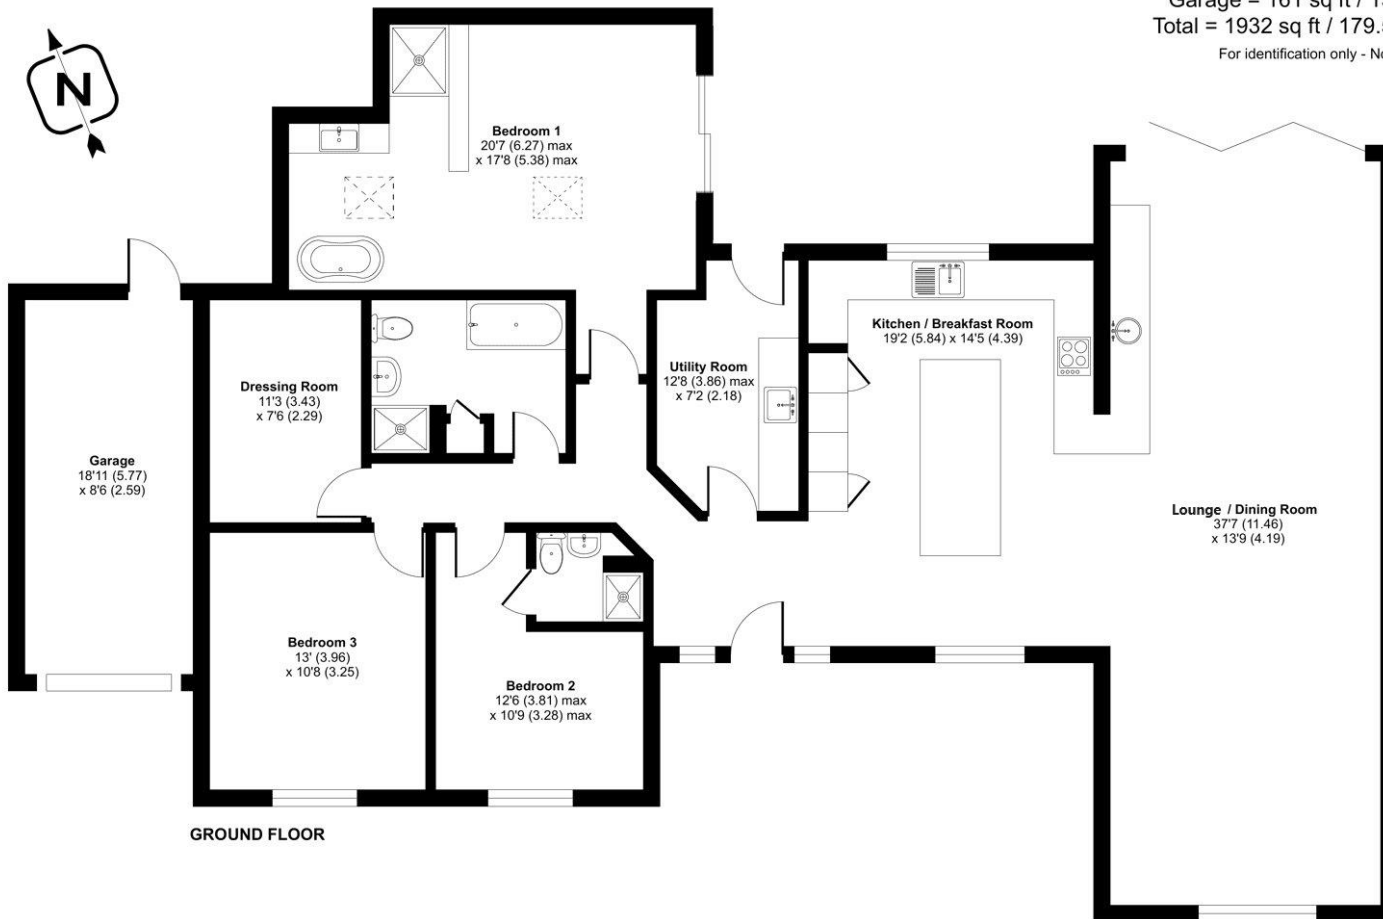 Garage = 161 sq ft /
Total = 1932 sq ft / 179.
For identification only -
N
Bedroom 1
20'7 (6.27) max
x 17'8 (5.38) max
Kitchen / Breakfast Room
19'2 (5.84) x 14'5 (4.39)
Utility Room
12'8 (3.86) max
x 7'2 (2.18)
Dressing Room
11'3 (3.43)
x 7'6 (2.29)
Garage
18'11 (5.77)
x 8'6 (2.59)
Lounge / Dining Room
37'7 (11.46)
x 13'9 (4.19)
Bedroom 3
13' (3.96)
x 10'8 (3.25)
Bedroom 2
12'6 (3.81) max
x 10'9 (3.28) max
GROUND FLOOR